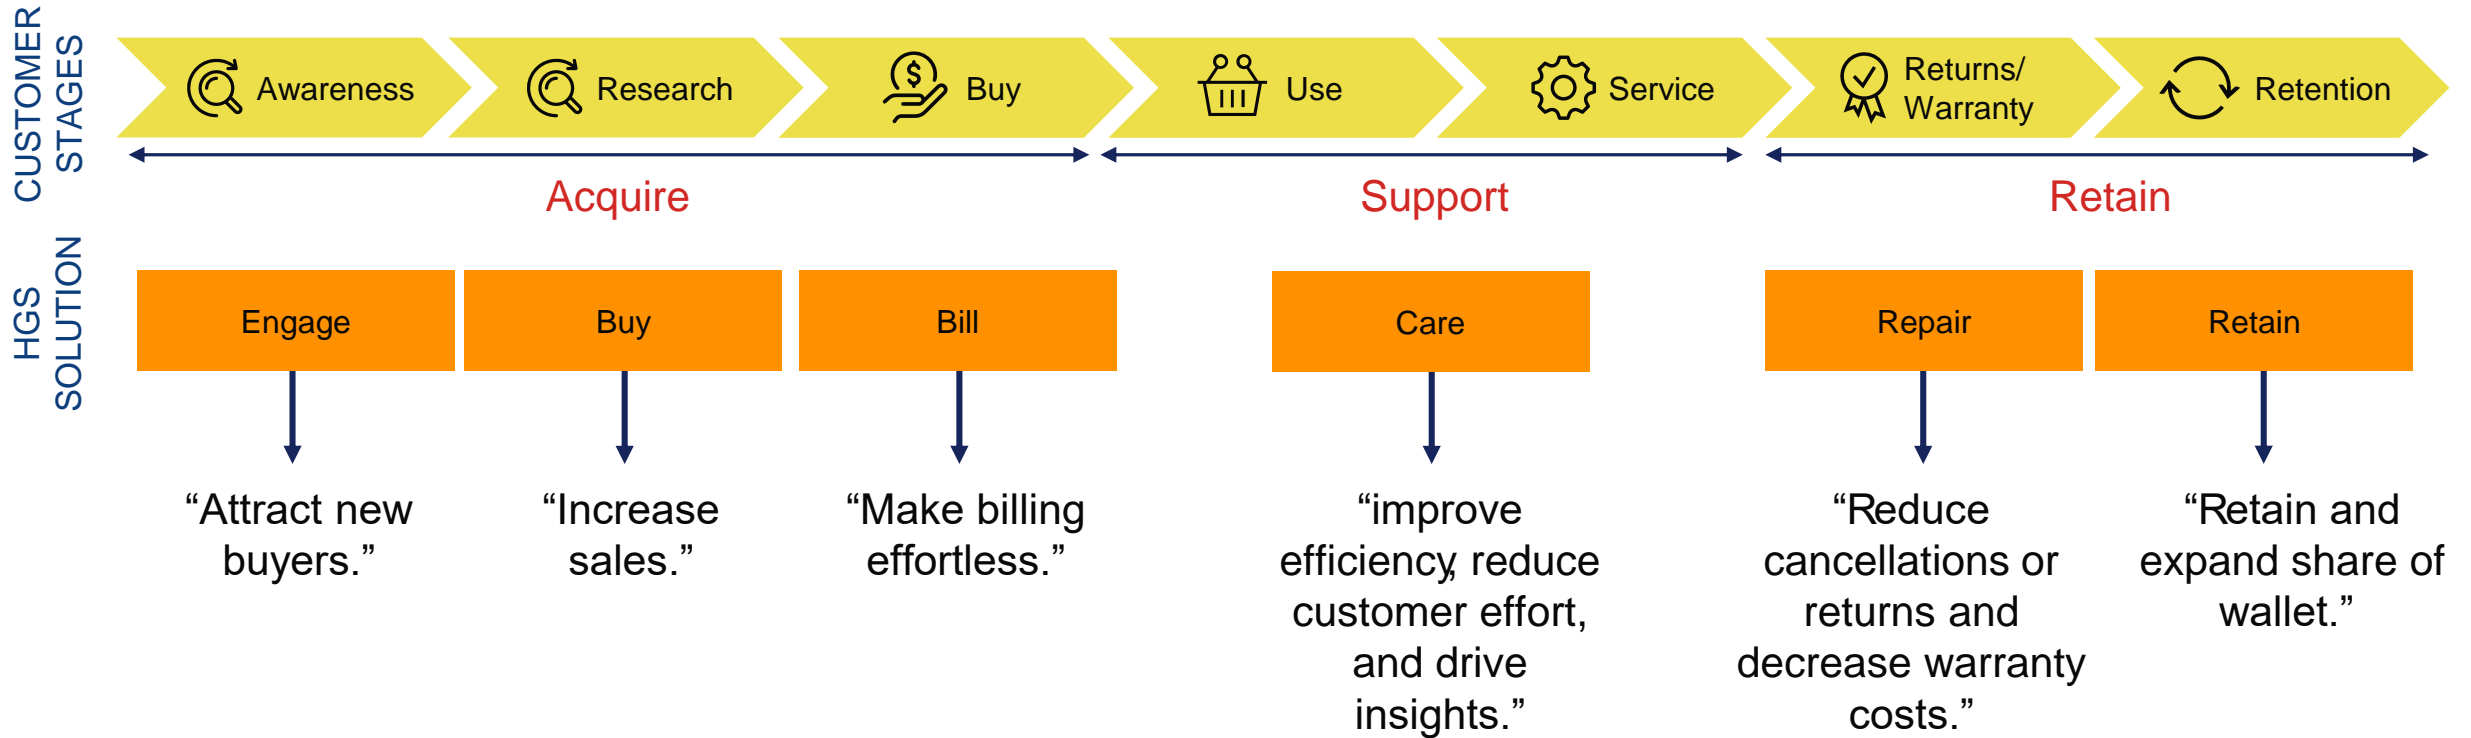 CUSTOMER
STAGES
Awareness
Research
$
Buy
Use
Service
Returns/
Warranty
Retention
Acquire
Support
Retain
HGS
SOLUTION
Engage
Buy
Bill
Care
Repair
Retain
“Attract new
buyers.”
“Increase
sales.”
“Make billing
effortless.”
“improve
efficiency, reduce
customer effort,
and drive
insights.”
“Reduce
cancellations or
returns and
decrease warranty
costs.”
“Retain and
expand share of
wallet.”